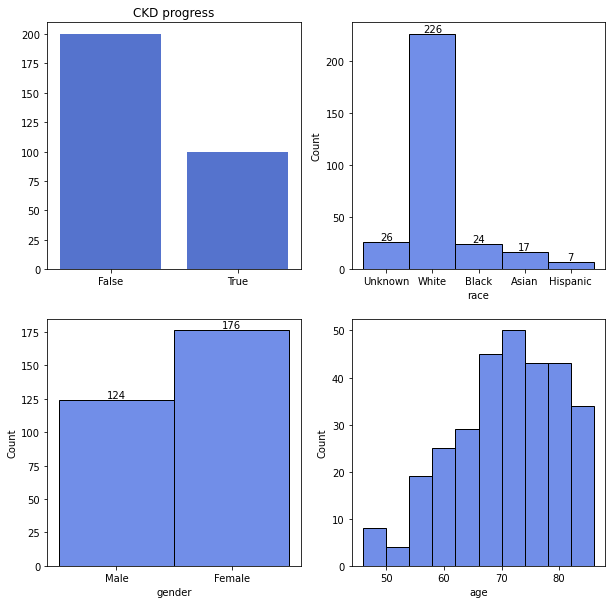 CKD progress
200
175
150
125
100
75
50
25
0
False True
200
150
100
50
0
Count
26 226 24 17 7
Unknown White Black Asian Hispanic
race
175
150
125
100
75
50
25
0
Count
124 176
Male Female
gender
50
40
30
20
10
0
Count
50 60 70 80
age